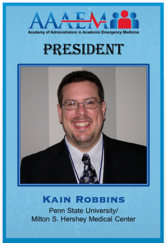 AAAEM
Academy of Administrators in Academic Emergency Medicine
PRESIDENT
KAIN ROBBINS
Penn State University/
Milton S. Hershey Medical Center